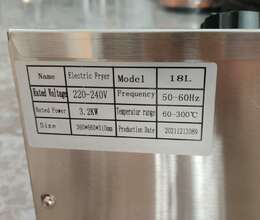 Name Electric Fryer Model 18L
Rated Voltage 220-240V Frequency 50-60Hz
Rated Power 3.2KW Temperatur range 60-300℃
Size Production Date 20211213089